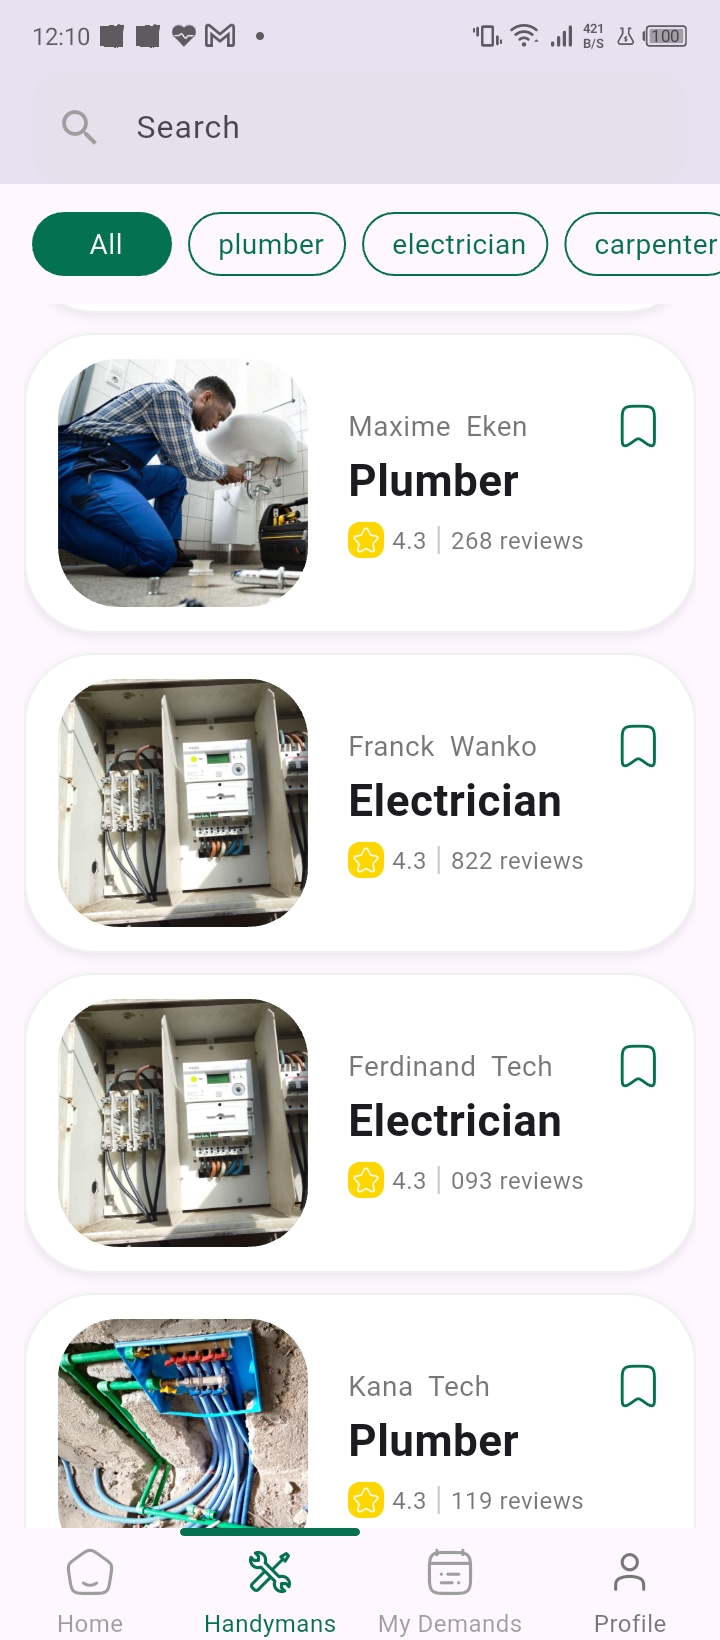 12:10 421 B/S 100
Search
All plumber electrician carpenter
Maxime Eken
Plumber
4.3 268 reviews
Franck Wanko
Electrician
4.3 822 reviews
Ferdinand Tech
Electrician
4.3 093 reviews
Kana Tech
Plumber
4.3 119 reviews
Home Handymans My Demands Profile